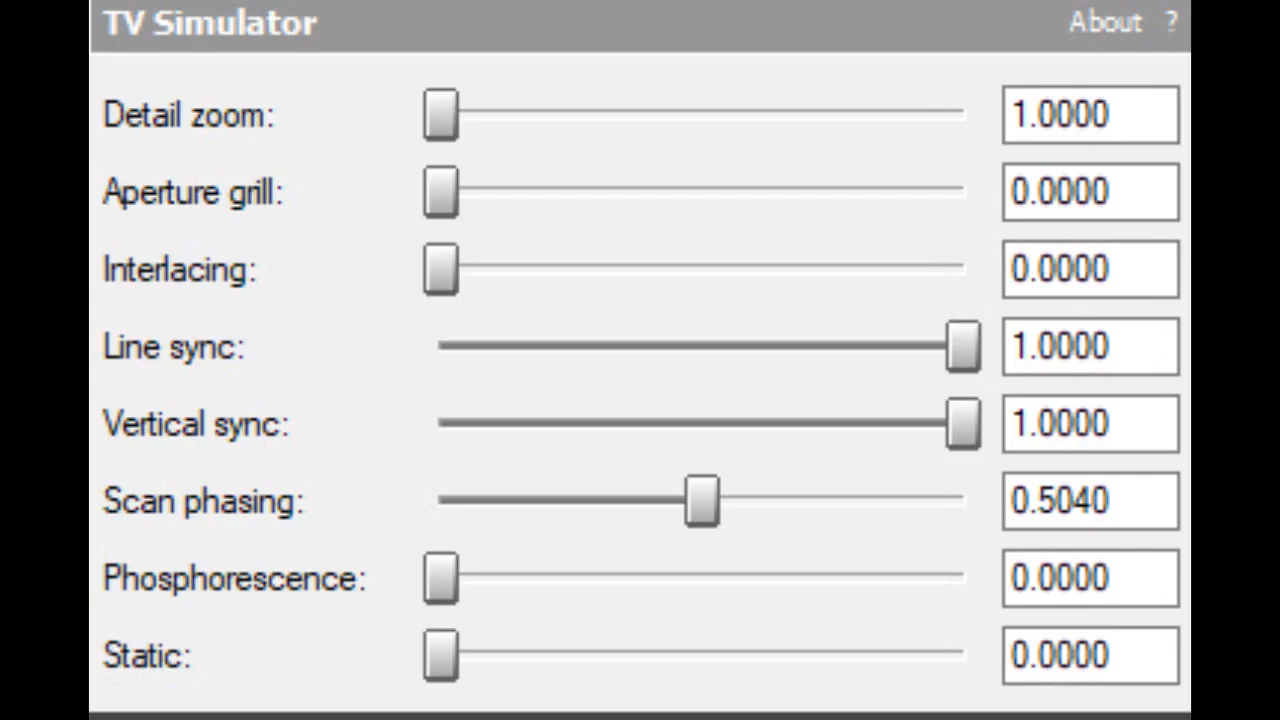 TV Simulator About ?
Detail zoom: 1.0000
Aperture grill: 0.0000
Interlacing: 0.0000
Line sync: 1.0000
Vertical sync: 1.0000
Scan phasing: 0.5040
Phosphorescence: 0.0000
Static: 0.0000